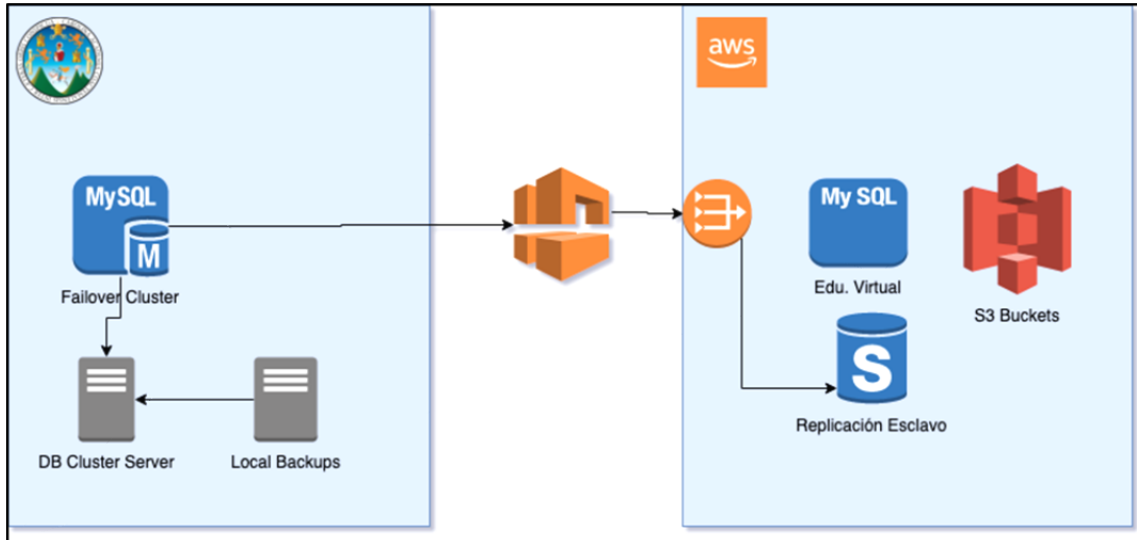 aws
MySQL
M
Failover Cluster
DB Cluster Server
Local Backups
My SQL
Edu. Virtual
S3 Buckets
S
Replicación Esclavo